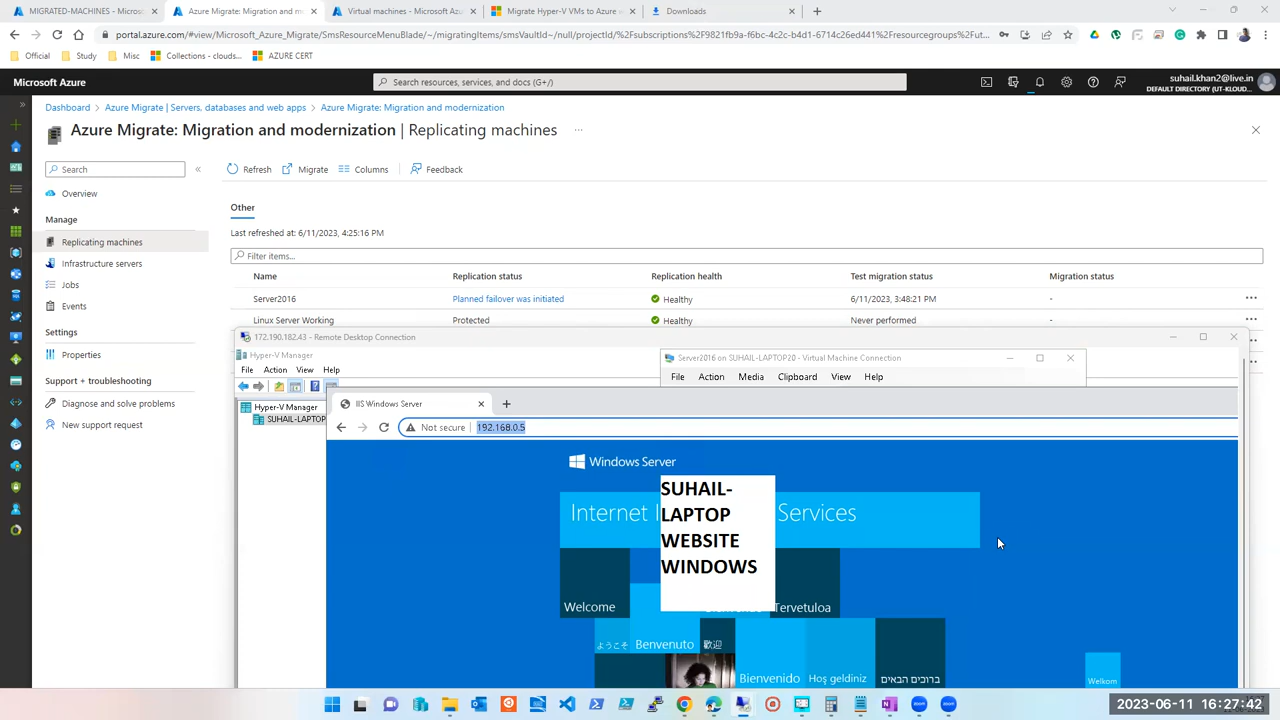 MIGRATED-MACHINES - Microsoft
Azure Migrate: Migration and mo
Virtual machines - Microsoft Azu
Migrate Hyper-V VMs to Azure w
Downloads
portal.azure.com/#view/Microsoft_Azure_Migrate/SmsResourceMenuBlade/~/migratingItems/smsVaultId~/null/projectId/%2Fsubscriptions%2F9821fb9a-f6bc-4c2c-b4d1-6714c26ed441%2Fresourcegroups%2Fut...
Official
Study
Misc
Collections - clouds...
AZURE CERT
Microsoft Azure
Search resources, services, and docs (G+/)
suhail.khan2@live.in
DEFAULT DIRECTORY (UT-KLOUD...
Dashboard > Azure Migrate | Servers, databases and web apps > Azure Migrate: Migration and modernization
Azure Migrate: Migration and modernization | Replicating machines
Search
Refresh
Migrate
Columns
Feedback
Overview
Manage
Replicating machines
Infrastructure servers
Jobs
Events
Settings
Properties
Support + troubleshooting
Diagnose and solve problems
New support request
Other
Last refreshed at: 6/11/2023, 4:25:16 PM
Filter items...
Name Replication status Replication health Test migration status Migration status
Server2016 Planned failover was initiated Healthy 6/11/2023, 3:48:21 PM -
Linux Server Working Protected Healthy Never performed -
172.190.182.43 - Remote Desktop Connection
Hyper-V Manager
File Action View Help
Hyper-V Manager
SUHAIL-LAPTOP
Server2016 on SUHAIL-LAPTOP20 - Virtual Machine Connection
File Action Media Clipboard View Help
IIS Windows Server
Not secure | 192.168.0.5
Windows Server
Internet I
Services
SUHAIL-
LAPTOP
WEBSITE
WINDOWS
Welcome
Tervetuloa
ようこそ
Benvenuto
歡迎
Bienvenido
Hoş geldiniz
ברוכים הבאים
Welkom
2023-06-11 16:27:42